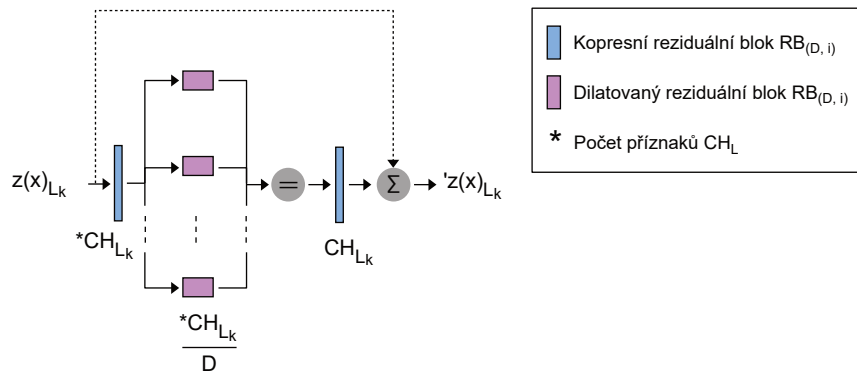 Kopresní reziduální blok RB(D, i)
Dilatovaný reziduální blok RB(D, i)
* Počet příznaků CHL
z(x)Lk
=
Σ
'z(x)Lk
*CHLk
CHLk
*CHLk
D